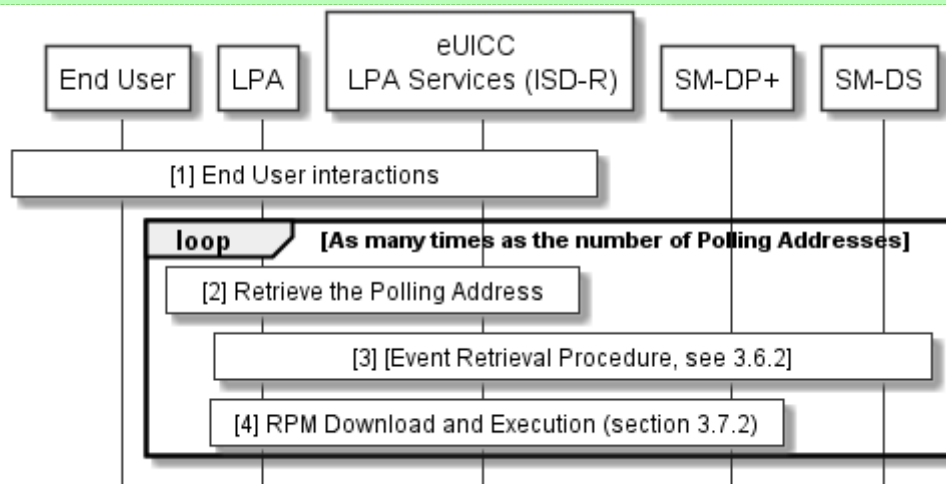 End User
LPA
eUICC
LPA Services (ISD-R)
SM-DP+
SM-DS
[1] End User interactions
loop
[As many times as the number of Polling Addresses]
[2] Retrieve the Polling Address
[3] [Event Retrieval Procedure, see 3.6.2]
[4] RPM Download and Execution (section 3.7.2)